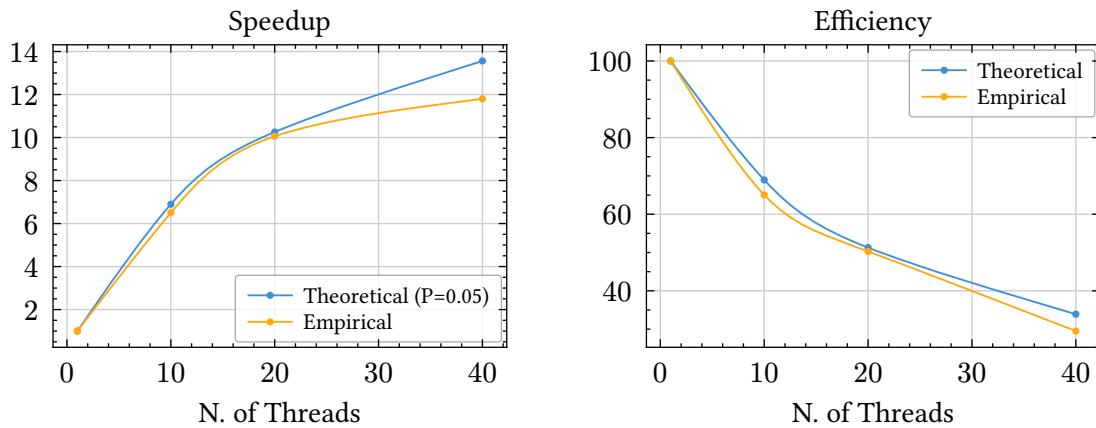 Speedup
14
12
10
8
6
4
2
0 10 20 30 40
N. of Threads
Theoretical (P=0.05)
Empirical
Efficiency
100
80
60
40
0 10 20 30 40
N. of Threads
Theoretical
Empirical